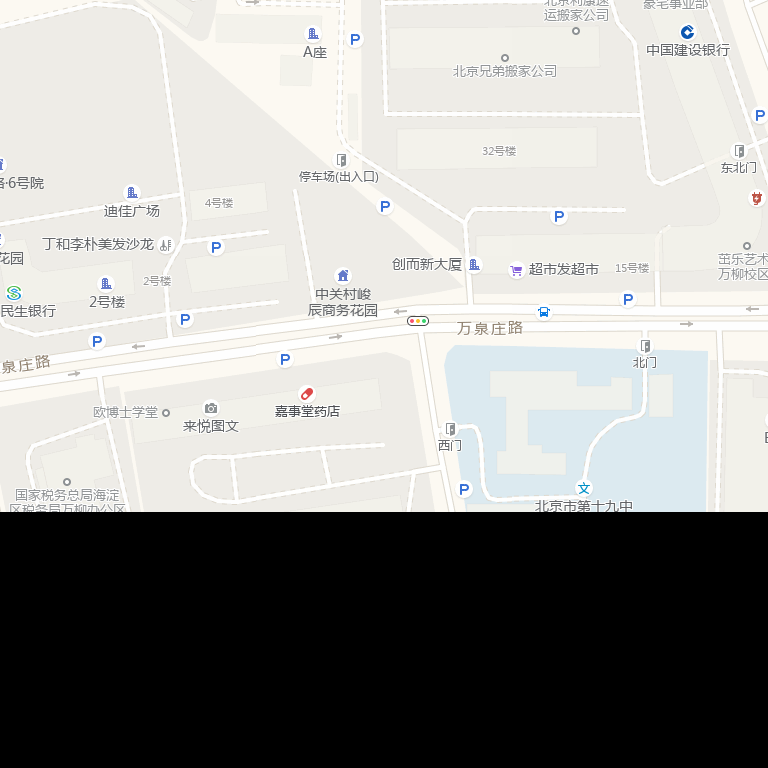 北京利康速
运搬家公司
豪宅事业部
中国建设银行
P
A座
北京兄弟搬家公司
P
32号楼
停车场(出入口)
东北门
路·6号院
迪佳广场
4号楼
P
P
丁和李朴美发沙龙
P
花园
创而新大厦
超市发超市
15号楼
茁乐艺术
万柳校区
2号楼
2号楼
中关村峻
辰商务花园
P
民生银行
P
P
万泉庄路
泉庄路
P
北门
欧博士学堂
来悦图文
嘉事堂药店
西门
P
文
国家税务总局海淀
区税务局万柳办公区
北京市第十九中